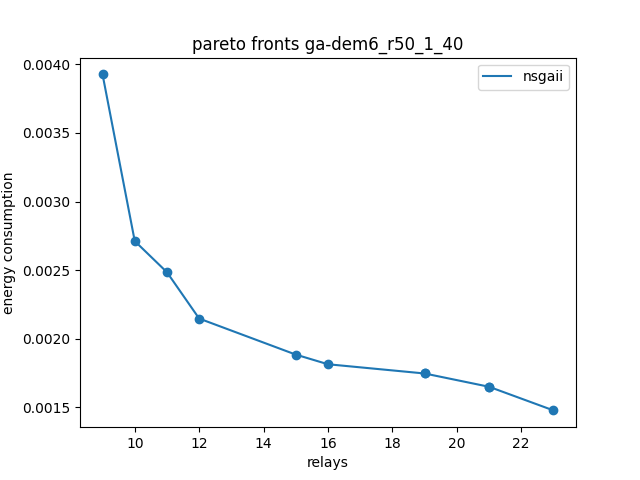 pareto fronts ga-dem6_r50_1_40
nsgaii
0.0040
0.0035
0.0030
0.0025
0.0020
0.0015
energy consumption
10 12 14 16 18 20 22
relays